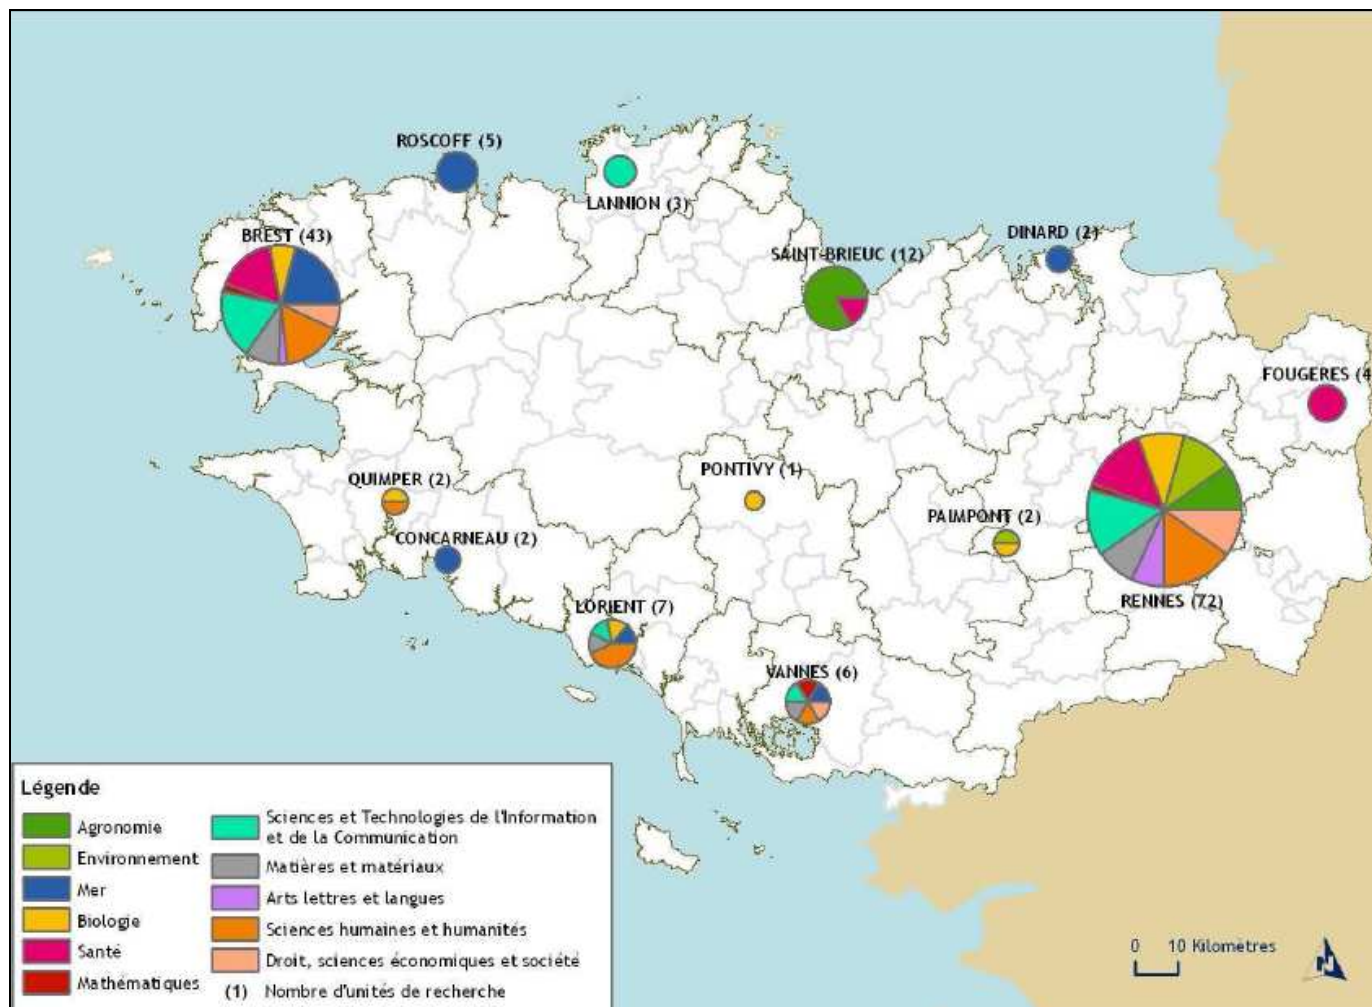 ROSCOFF (5)
LANNION (3)
BREST (43)
DINARD (2)
SAINT-BRIEUC (12)
FOUGERES (4
QUIMPER (2)
PONTIVY (1)
PAIMPONT (2)
CONCARNEAU (2)
RENNES (72)
LORIENT (7)
VANNES (6)
Légende
Agronomie
Environnement
Mer
Biologie
Santé
Mathématiques
Sciences et Technologies de l'Information
et de la Communication
Matières et matériaux
Arts lettres et langues
Sciences humaines et humanités
Droit, sciences économiques et société
(1) Nombre d'unités de recherche
0 10 Kilomètres
N